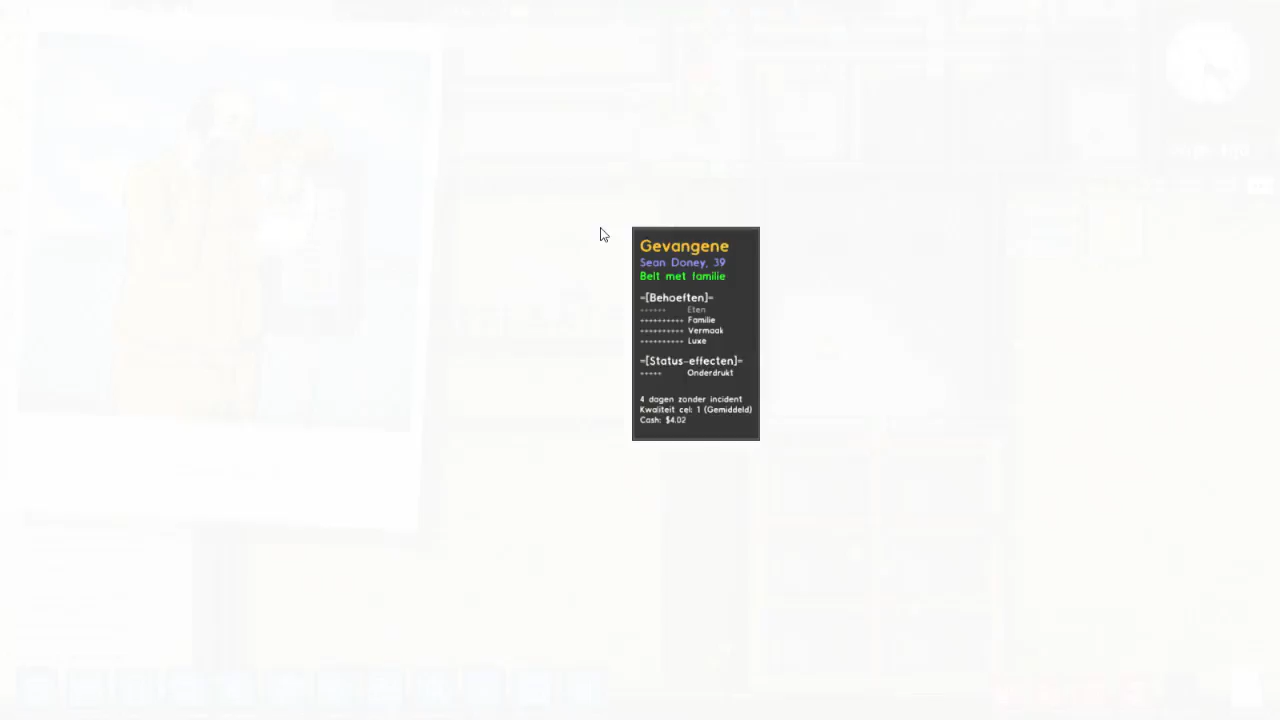 Gevangene
Sean Doney, 39
Belt met familie
=[Behoeften]=
++++++ Eten
++++++++++ Familie
++++++++++ Vermaak
++++++++++ Luxe
=[Status-effecten]=
+++++ Onderdrukt
4 dagen zonder incident
Kwaliteit cel: 1 (Gemiddeld)
Cash: $4.02